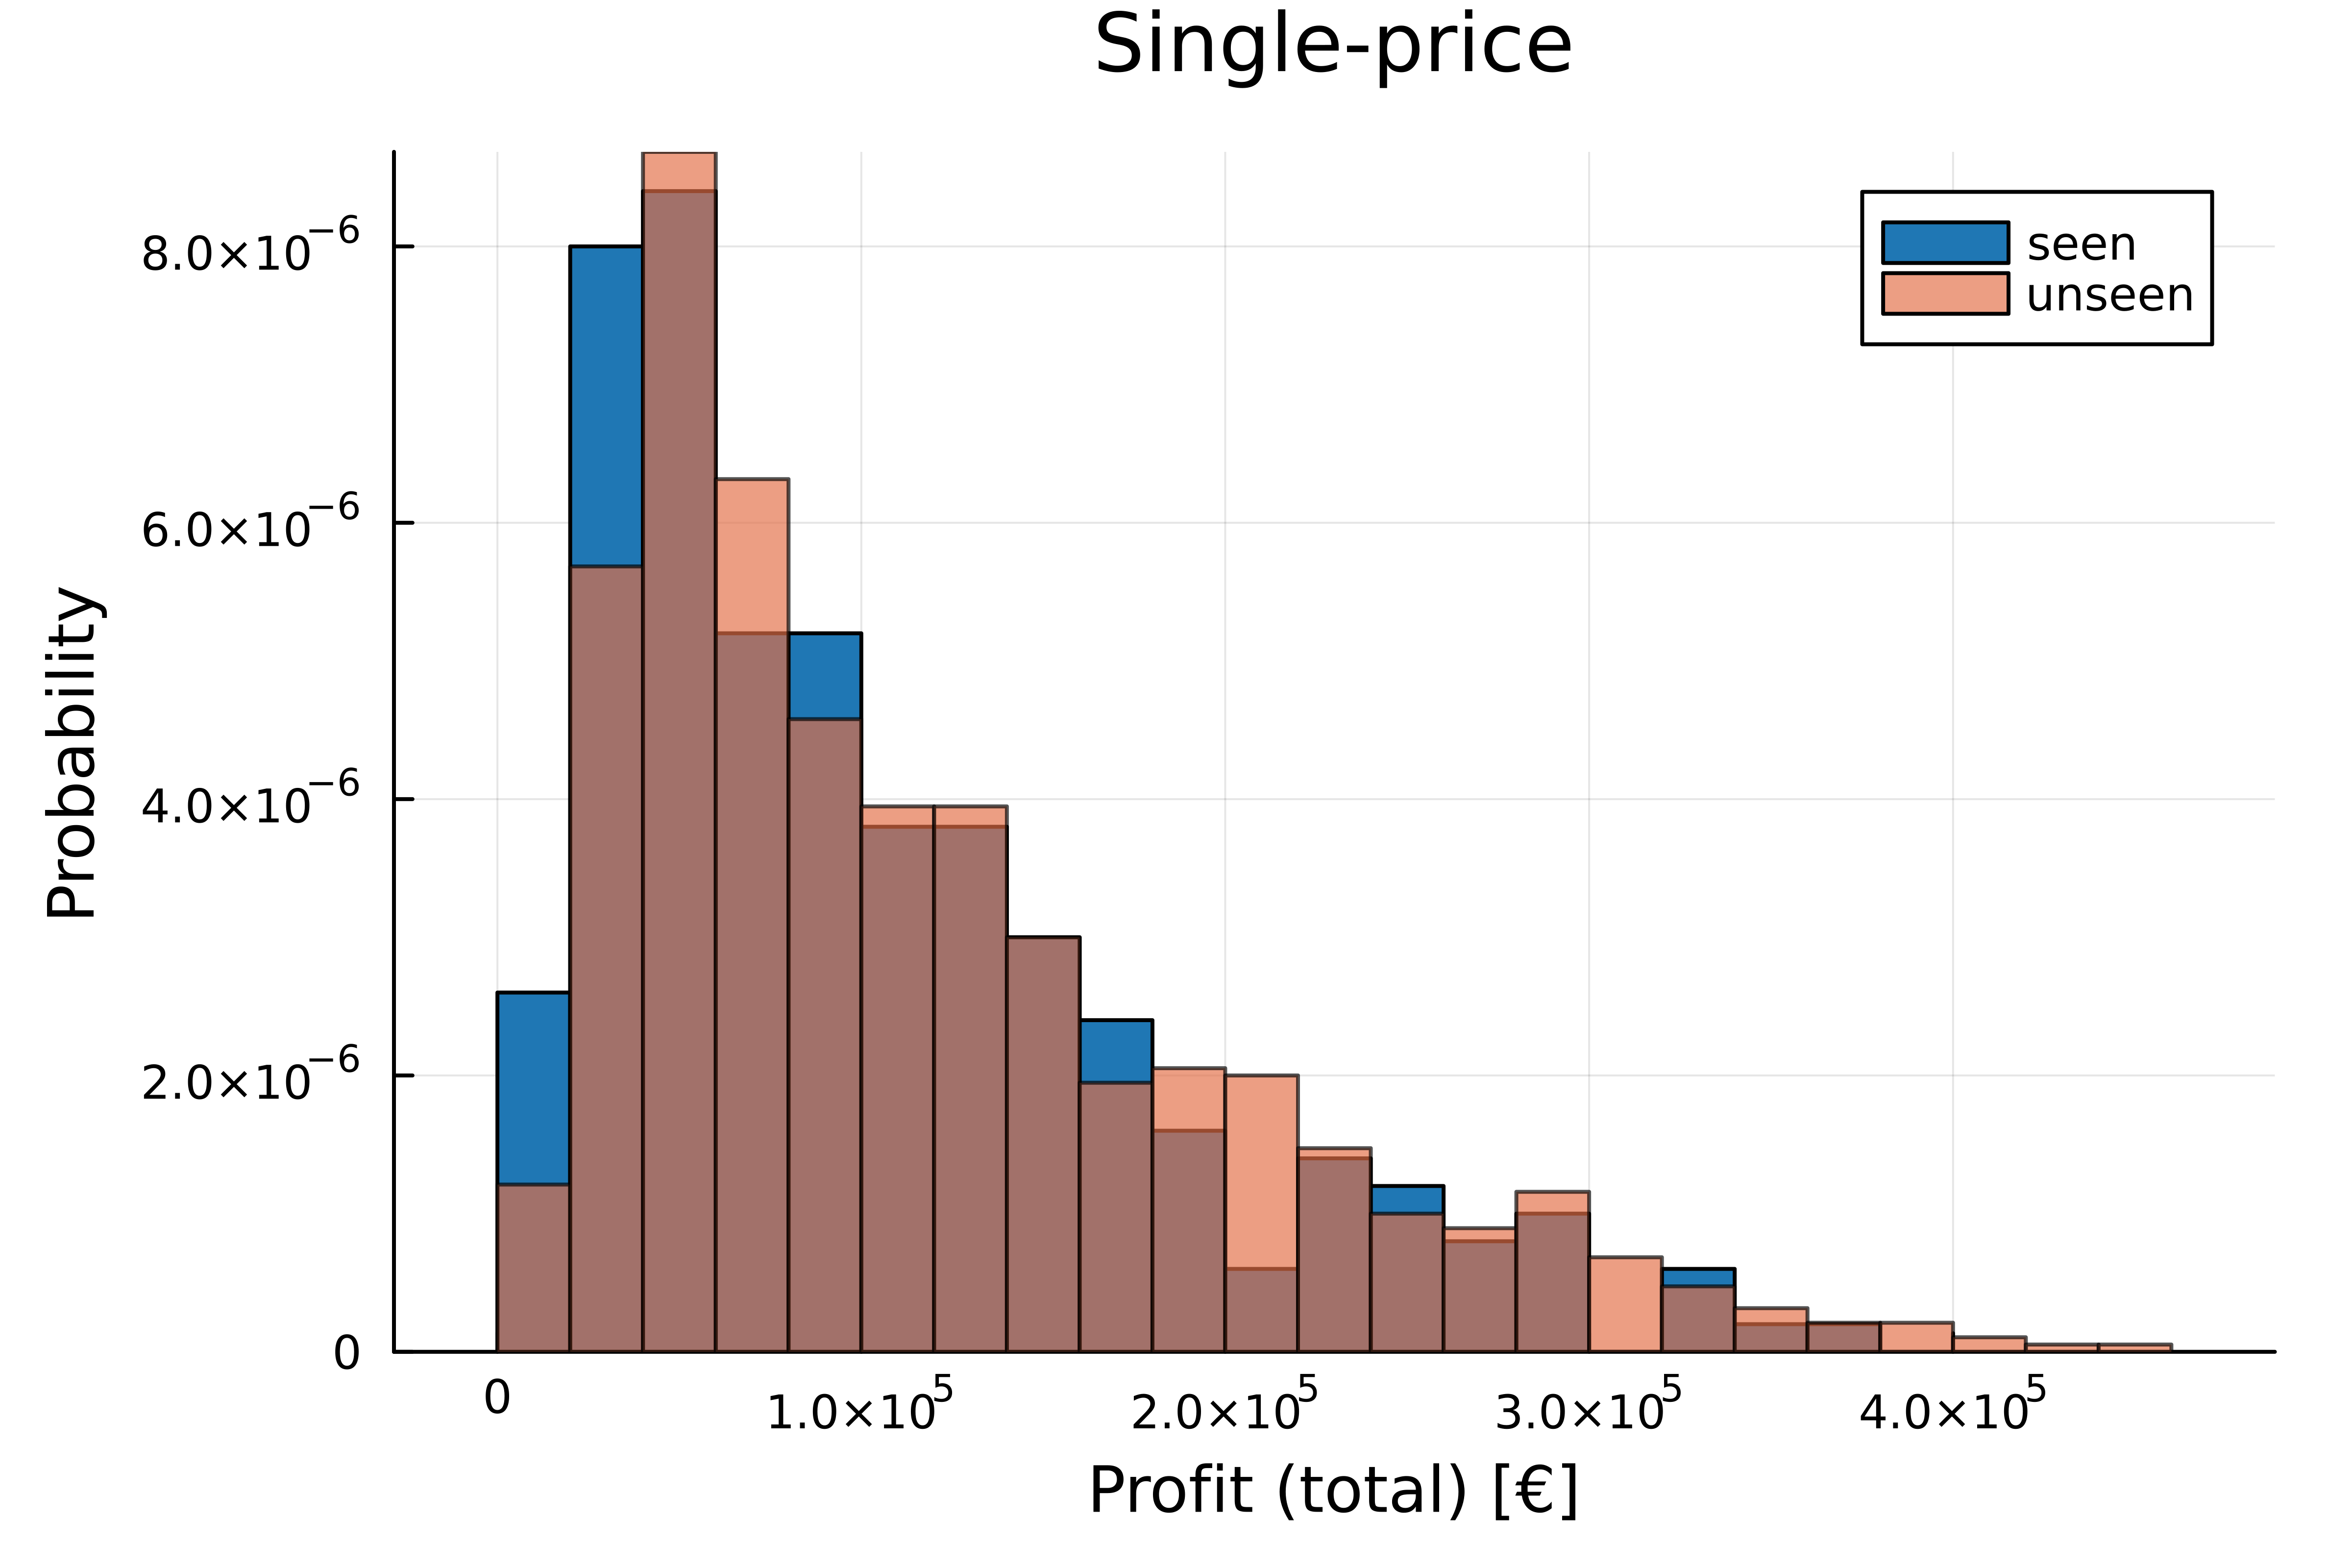 Single-price
seen
unseen
Probability
8.0×10⁻⁶
6.0×10⁻⁶
4.0×10⁻⁶
2.0×10⁻⁶
0
0
1.0×10⁵
2.0×10⁵
3.0×10⁵
4.0×10⁵
Profit (total) [€]